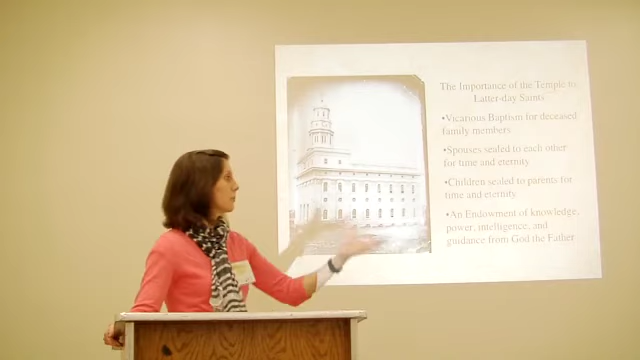 The Importance of the Temple to
Latter-day Saints
•Vicarious Baptism for deceased
family members
•Spouses sealed to each other
for time and eternity
•Children sealed to parents for
time and eternity
•An Endowment of knowledge,
power, intelligence, and
guidance from God the Father